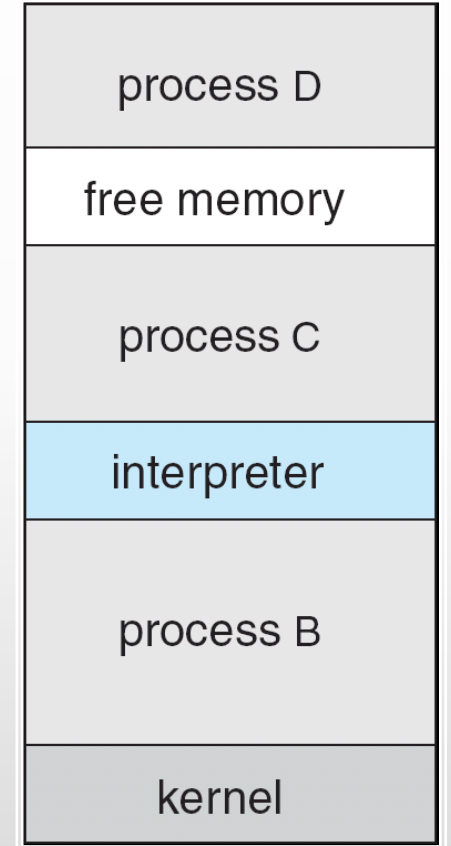 process D
free memory
process C
interpreter
process B
kernel